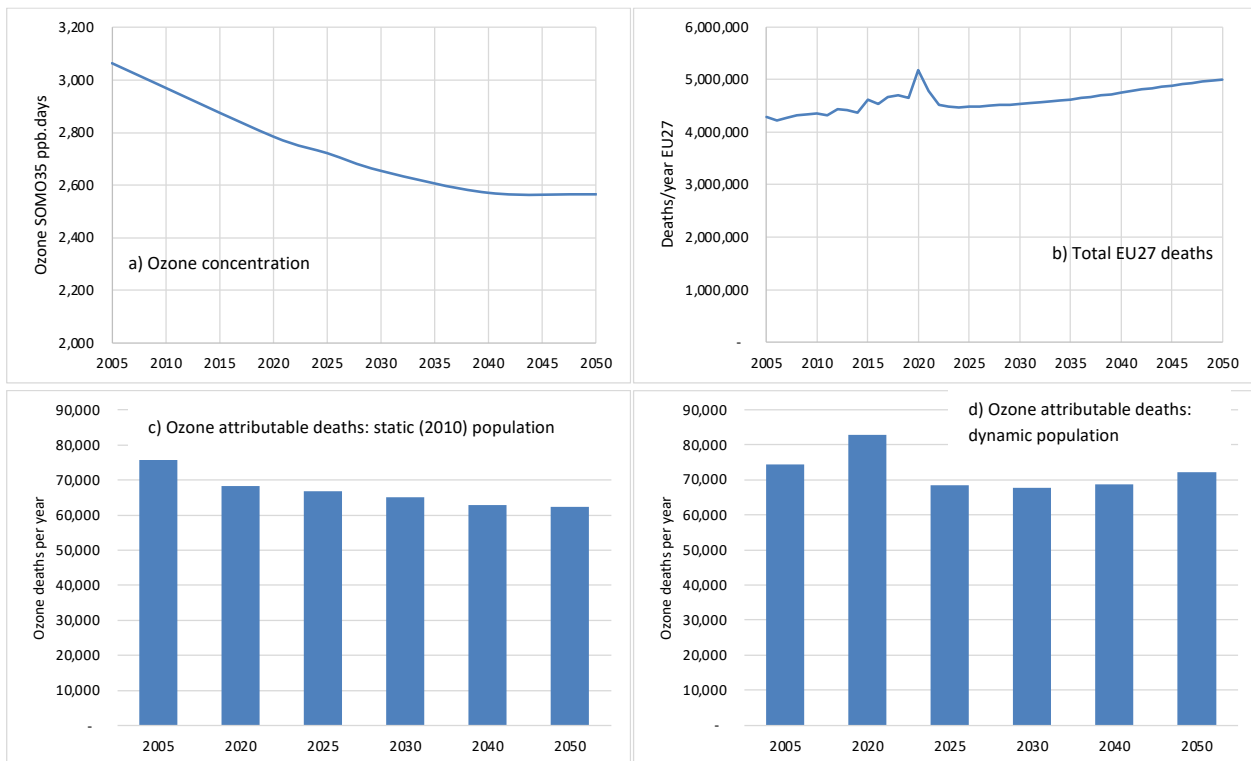 3,200
3,000
2,800
2,600
2,400
2,200
2,000
Ozone SOMO35 ppb.days
a) Ozone concentration
2005 2010 2015 2020 2025 2030 2035 2040 2045 2050
6,000,000
5,000,000
4,000,000
3,000,000
2,000,000
1,000,000
-
Deaths/year EU27
b) Total EU27 deaths
2005 2010 2015 2020 2025 2030 2035 2040 2045 2050
90,000
80,000
70,000
60,000
50,000
40,000
30,000
20,000
10,000
-
Ozone deaths per year
c) Ozone attributable deaths: static (2010) population
2005 2020 2025 2030 2040 2050
90,000
80,000
70,000
60,000
50,000
40,000
30,000
20,000
10,000
-
Ozone deaths per year
d) Ozone attributable deaths:
dynamic population
2005 2020 2025 2030 2040 2050